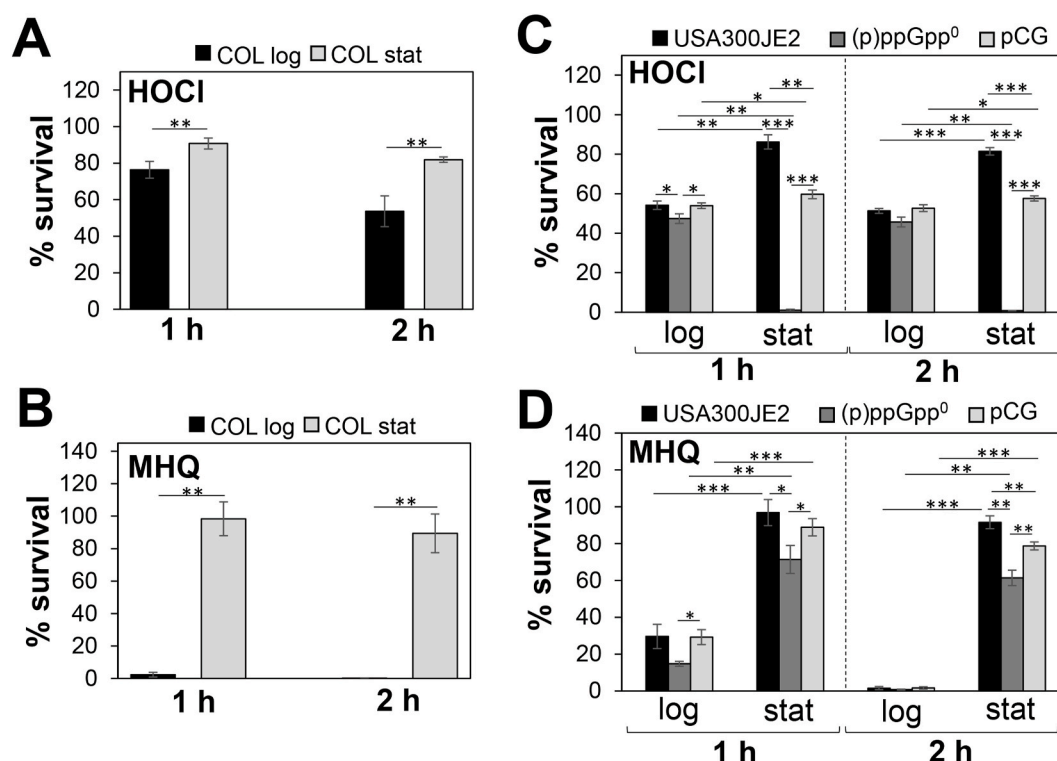 A
COL log COL stat
HOCl
% survival
120
100
80
60
40
20
0
** **
1 h 2 h
B
COL log COL stat
MHQ
% survival
140
120
100
80
60
40
20
0
** **
1 h 2 h
C
USA300JE2 (p)ppGpp⁰ pCG
HOCl
% survival
120
100
80
60
40
20
0
** ***
* *
** **
** *** *** ***
*** ***
* *
log stat log stat
1 h 2 h
D
USA300JE2 (p)ppGpp⁰ pCG
MHQ
% survival
140
120
100
80
60
40
20
0
*** ***
** **
*** * *** ** **
* **
*
log stat log stat
1 h 2 h